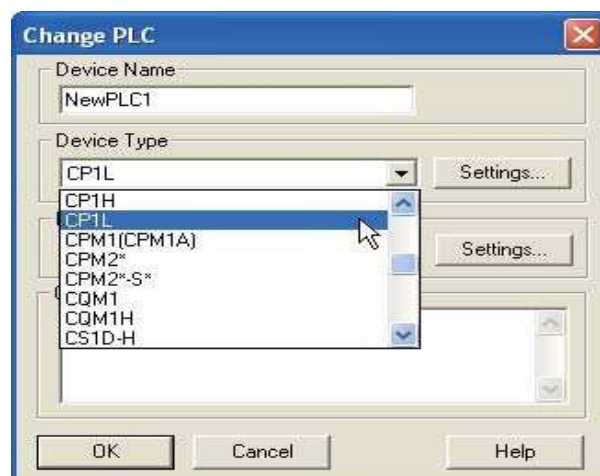 Change PLC
Device Name
NewPLC1
Device Type
CP1L
Settings...
CP1H
CP1L
CPM1(CPM1A)
CPM2*
CPM2*-S*
CQM1
CQM1H
CS1D-H
Settings...
OK
Cancel
Help